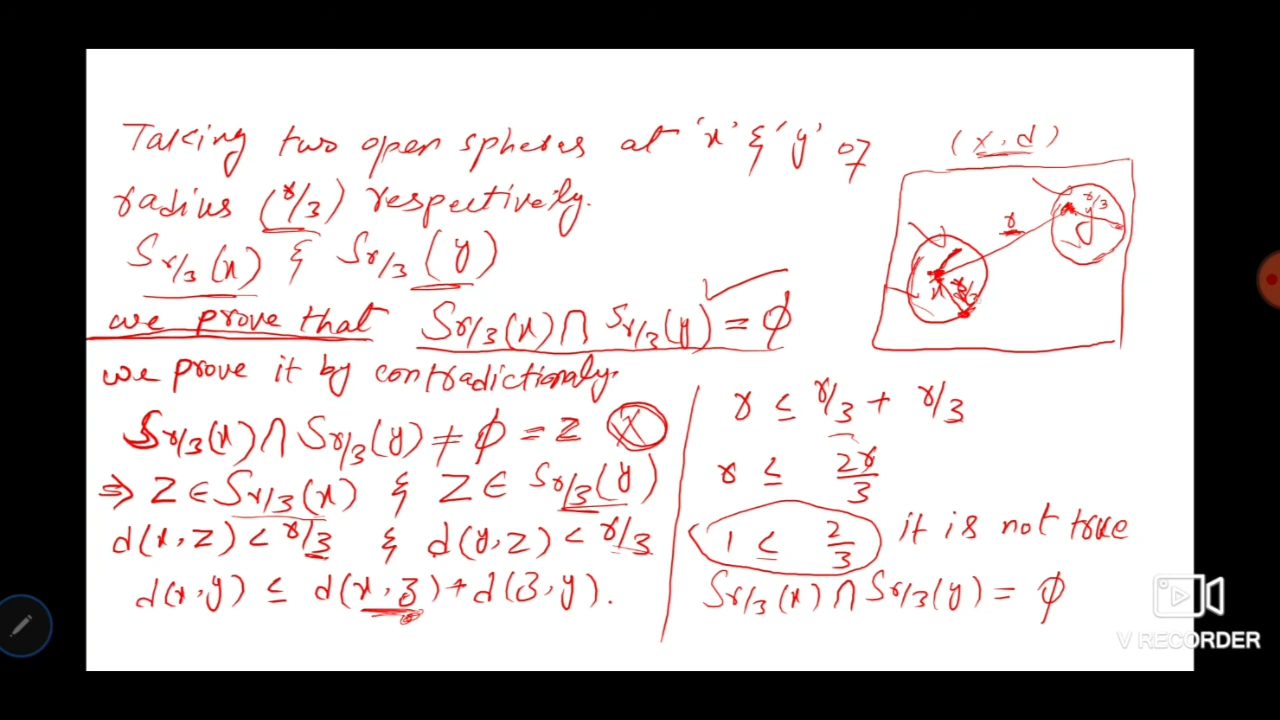 Taking two open spheres at 'x' & 'y' of
radius (r/3) respectively.
Sr/3(x) & Sr/3(y)
we prove that Sr/3(x) ∩ Sr/3(y) = ϕ
we prove it by contradictionaly.
Sr/3(x) ∩ Sr/3(y) ≠ ϕ = z
⇒ z ∈ Sr/3(x) & z ∈ Sr/3(y)
d(x,z) < r/3 & d(y,z) < r/3
d(x,y) ≤ d(x,z) + d(z,y).
(X,d)
r/3
y
r
x
r/3
r ≤ r/3 + r/3
r ≤ 2r/3
1 ≤ 2/3 it is not true
Sr/3(x) ∩ Sr/3(y) = ϕ
V RECORDER